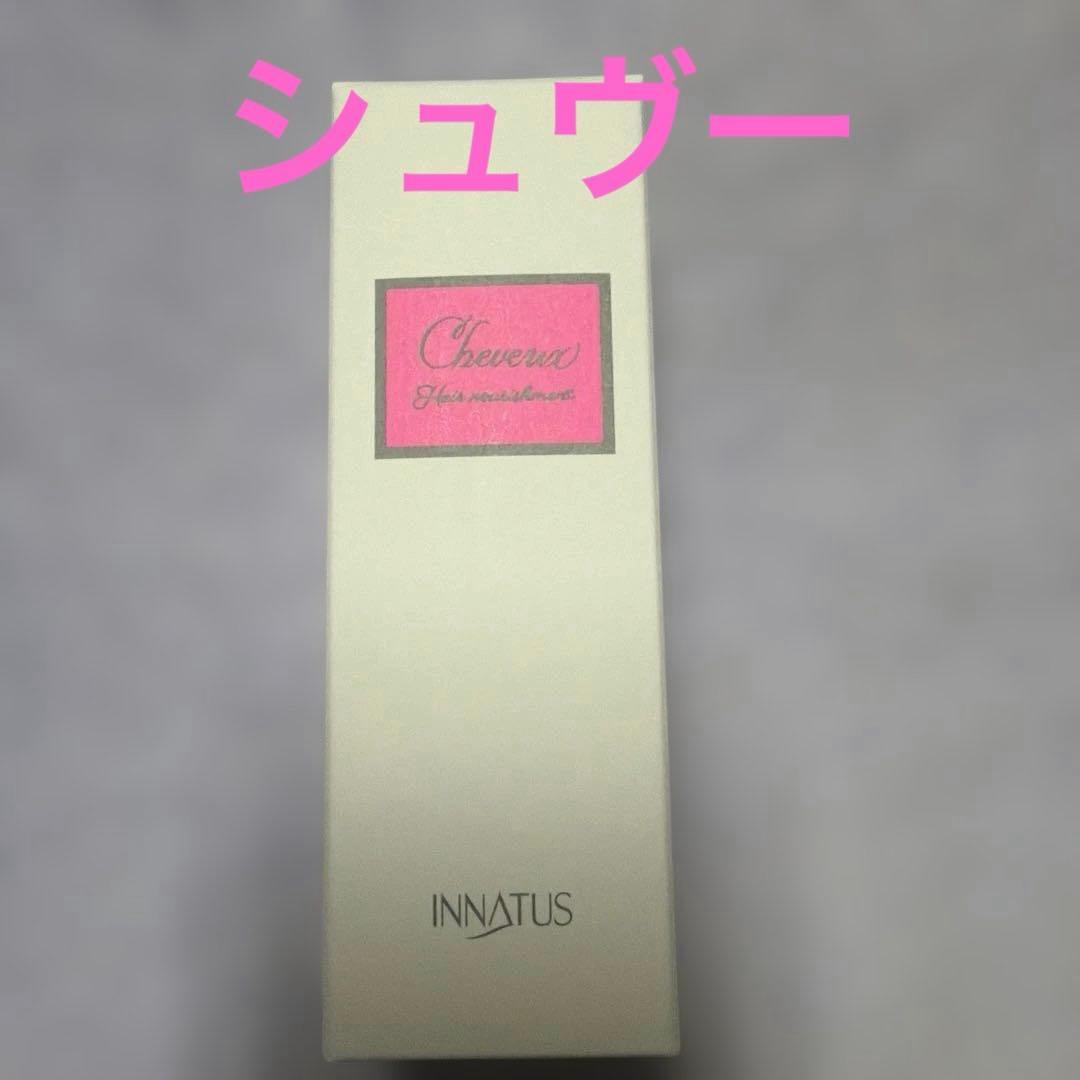 シュヴー
Cheveux
Hair nourishment
INNATUS